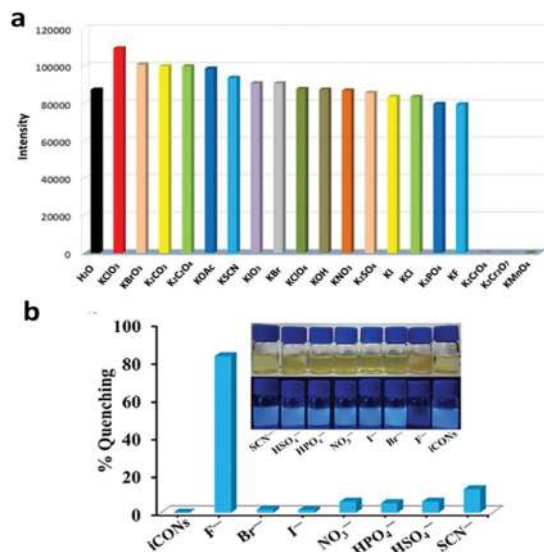 a
120000
100000
80000
60000
40000
20000
0
Intensity
H₂O KClO₃ KBrO₃ K₂CO₃ K₂C₂O₄ KOAc KSCN KIO₃ KBr KClO₄ KOH KNO₃ K₂SO₄ KI KCl K₃PO₄ KF K₂CrO₄ K₂Cr₂O₇ KMnO₄
b
100
80
60
40
20
0
% Quenching
SCN⁻ HSO₄⁻ HPO₄⁻ NO₃⁻ I⁻ Br⁻ F⁻ iCONs
iCONs F⁻ Br⁻ I⁻ NO₃⁻ HPO₄⁻ HSO₄⁻ SCN⁻